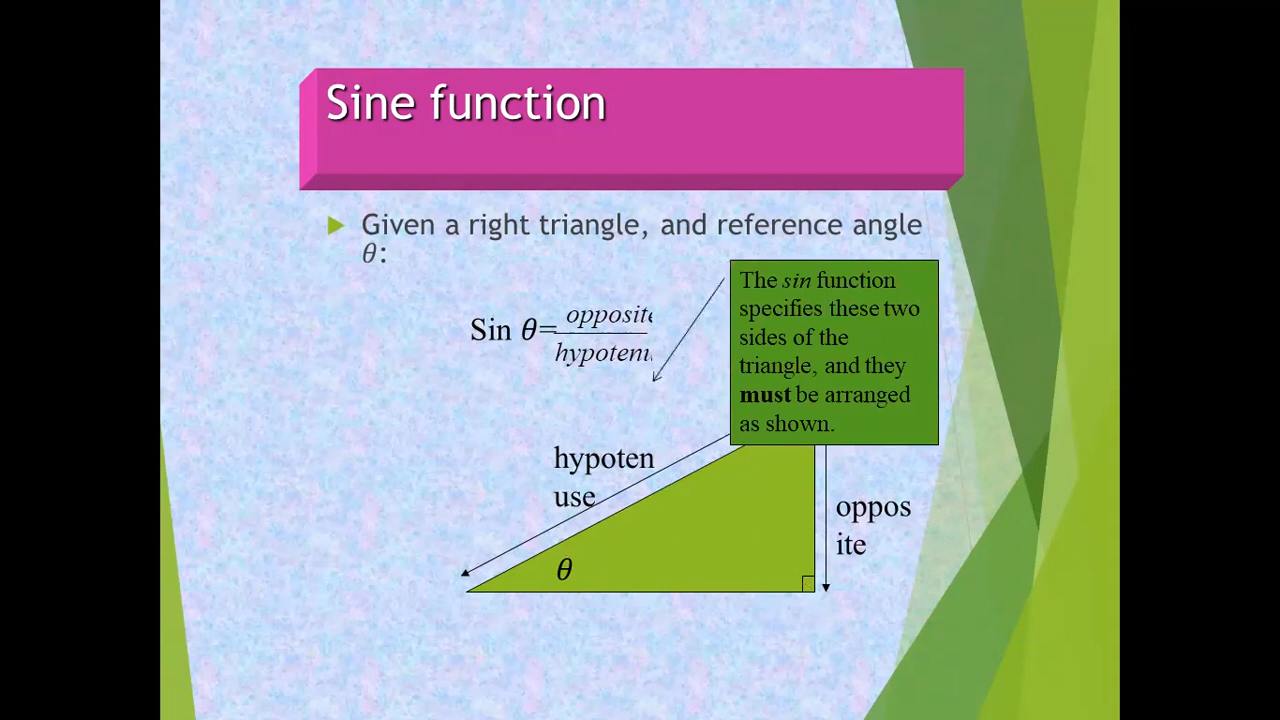 Sine function
Given a right triangle, and reference angle
θ:
Sin θ=
opposite
hypotenu
The sin function
specifies these two
sides of the
triangle, and they
must be arranged
as shown.
hypoten
use
oppos
ite
θ